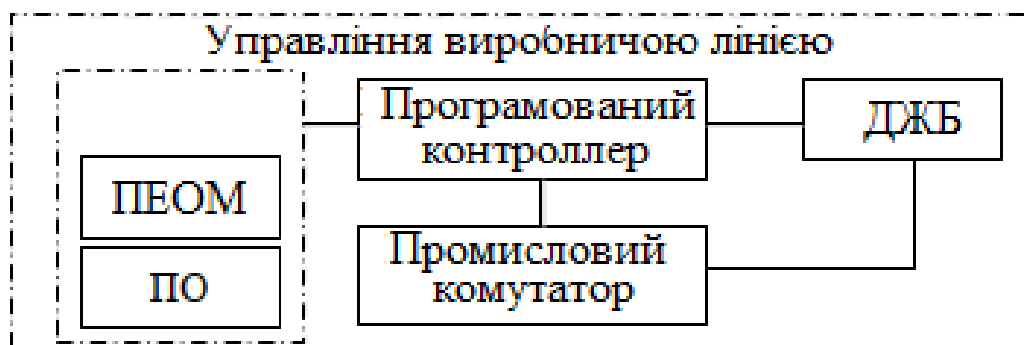 Управління виробничою лінією
Програмований
контроллер
ДЖБ
ПЕОМ
ПО
Промисловий
комутатор